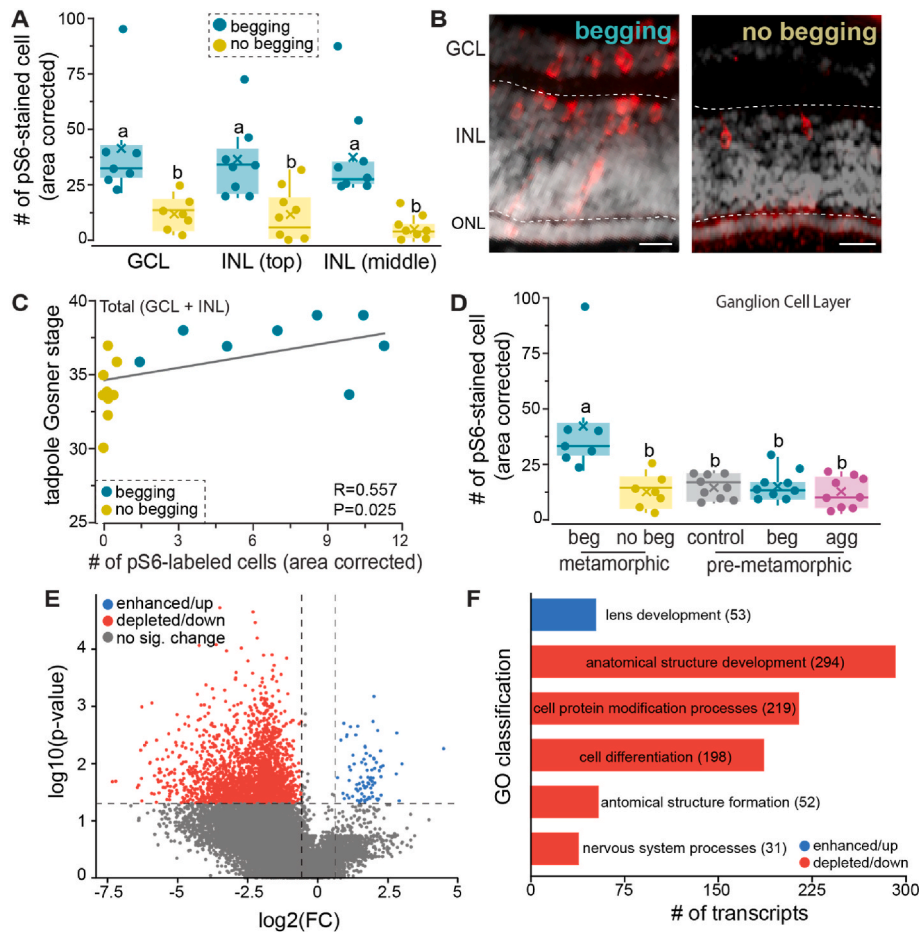 A
100
75
50
25
0
# of pS6-stained cell
(area corrected)
begging
no begging
a
b
a
b
a
b
GCL
INL (top)
INL (middle)
B
begging
no begging
GCL
INL
ONL
C
Total (GCL + INL)
40
35
30
25
tadpole Gosner stage
begging
no begging
R=0.557
P=0.025
0
3
6
9
12
# of pS6-labeled cells (area corrected)
D
Ganglion Cell Layer
100
75
50
25
0
# of pS6-stained cell
(area corrected)
a
b
b
b
b
beg
no beg
control
beg
agg
metamorphic
pre-metamorphic
E
enhanced/up
depleted/down
no sig. change
4
3
2
1
0
log10(p-value)
-7.5
-5
-2.5
0
2.5
5
log2(FC)
F
GO classification
lens development (53)
anatomical structure development (294)
cell protein modification processes (219)
cell differentiation (198)
antomical structure formation (52)
nervous system processes (31)
enhanced/up
depleted/down
0
75
150
225
300
# of transcripts